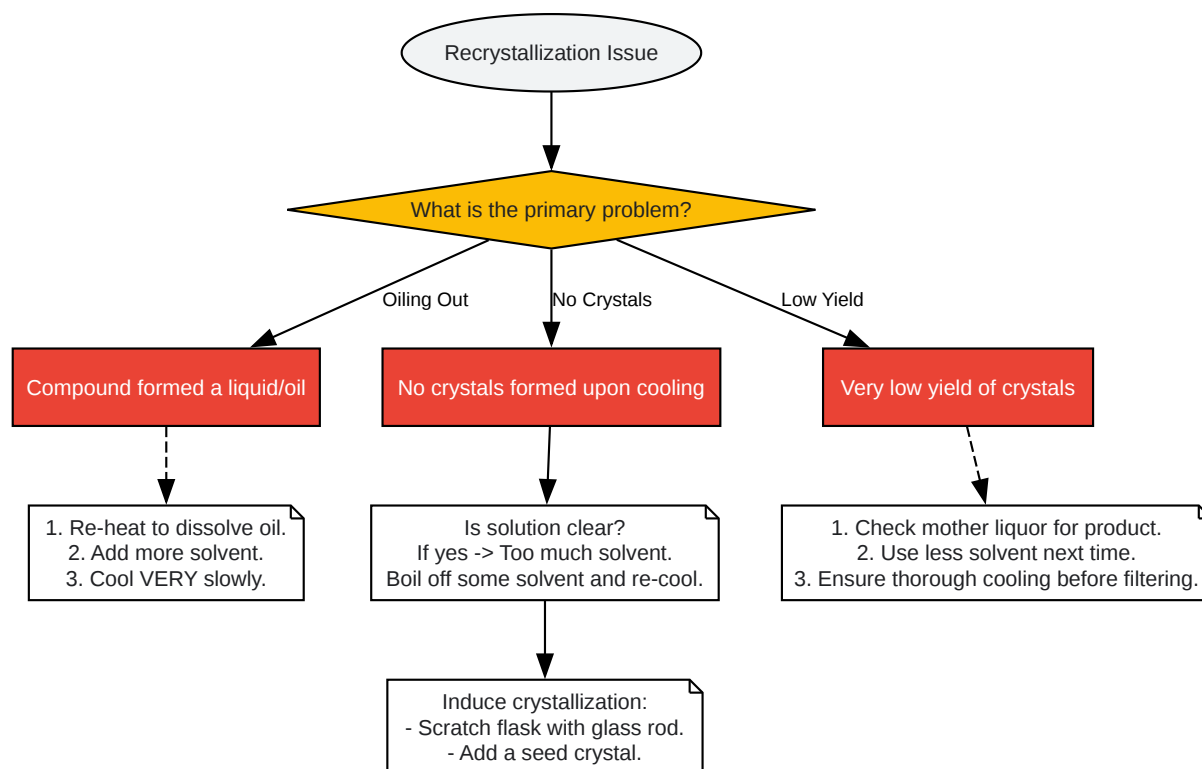 Recrystallization Issue
What is the primary problem?
Oiling Out
No Crystals
Low Yield
Compound formed a liquid/oil
No crystals formed upon cooling
Very low yield of crystals
1. Re-heat to dissolve oil.
2. Add more solvent.
3. Cool VERY slowly.
Is solution clear?
If yes -> Too much solvent.
Boil off some solvent and re-cool.
1. Check mother liquor for product.
2. Use less solvent next time.
3. Ensure thorough cooling before filtering.
Induce crystallization:
- Scratch flask with glass rod.
- Add a seed crystal.